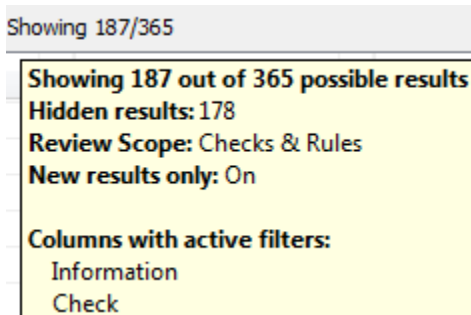 Showing 187/365
Showing 187 out of 365 possible results
Hidden results: 178
Review Scope: Checks & Rules
New results only: On
Columns with active filters:
Information
Check